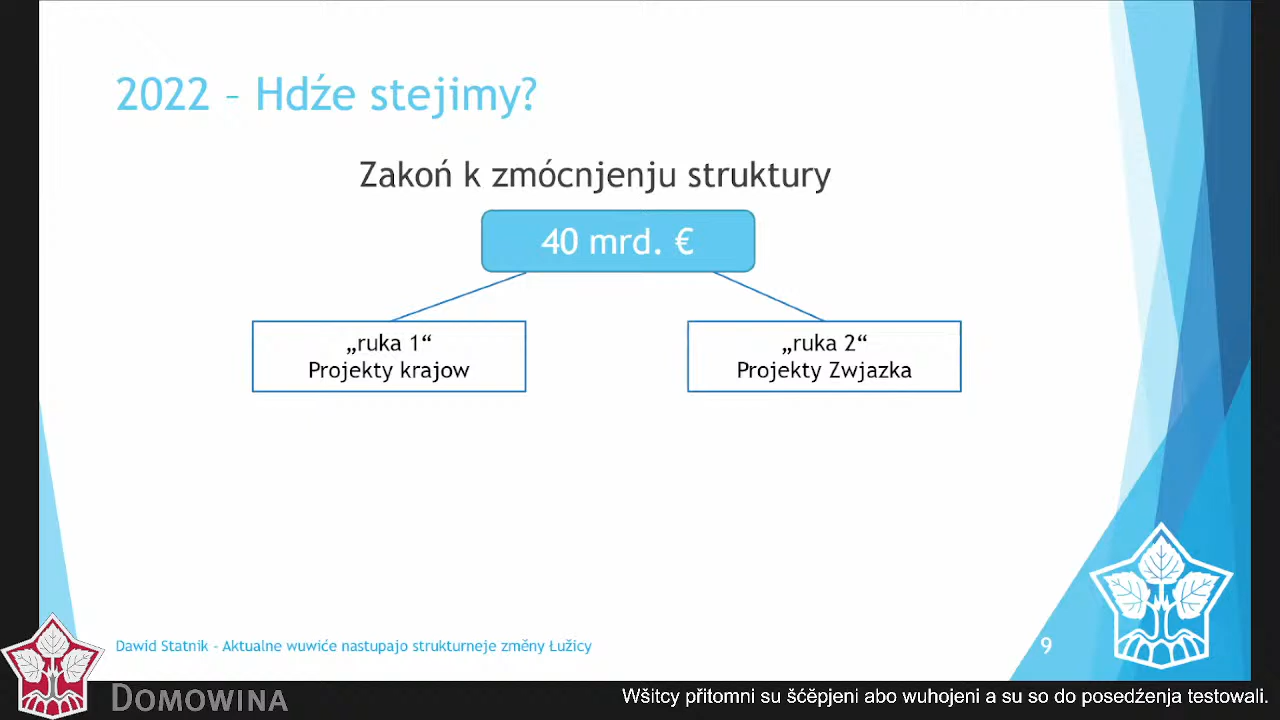 2022 – Hdźe stejimy?
Zakoń k zmócnjenju struktury
40 mrd. €
„ruka 1“
Projekty krajow
„ruka 2“
Projekty Zwjazka
Dawid Statnik - Aktualne wuwiće nastupajo strukturneje změny Łužicy
9
DOMOWINA
Wšitcy přitomni su šćěpjeni abo wuhojeni a su so do posedźenja testowali.